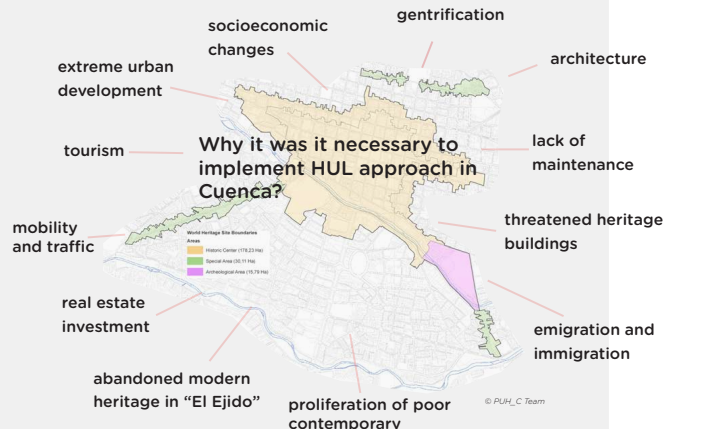 gentrification
socioeconomic
changes
architecture
extreme urban
development
Why it was it necessary to
implement HUL approach in
Cuenca?
lack of
maintenance
tourism
threatened heritage
buildings
mobility
and traffic
World Heritage Site Boundaries
Areas
Historic Center (178,23 Ha)
Special Area (30,11 Ha)
Archeological Area (15,79 Ha)
real estate
investment
emigration and
immigration
abandoned modern
heritage in “El Ejido”
proliferation of poor
contemporary
© PUH_C Team